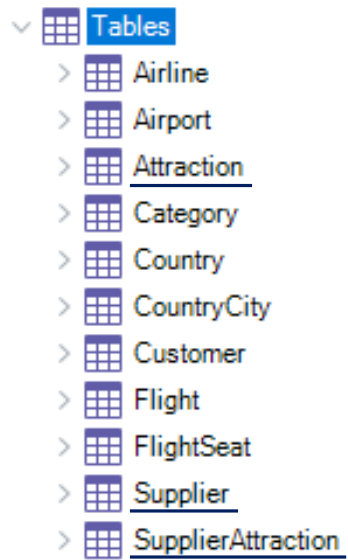 Tables
Airline
Airport
Attraction
Category
Country
CountryCity
Customer
Flight
FlightSeat
Supplier
SupplierAttraction